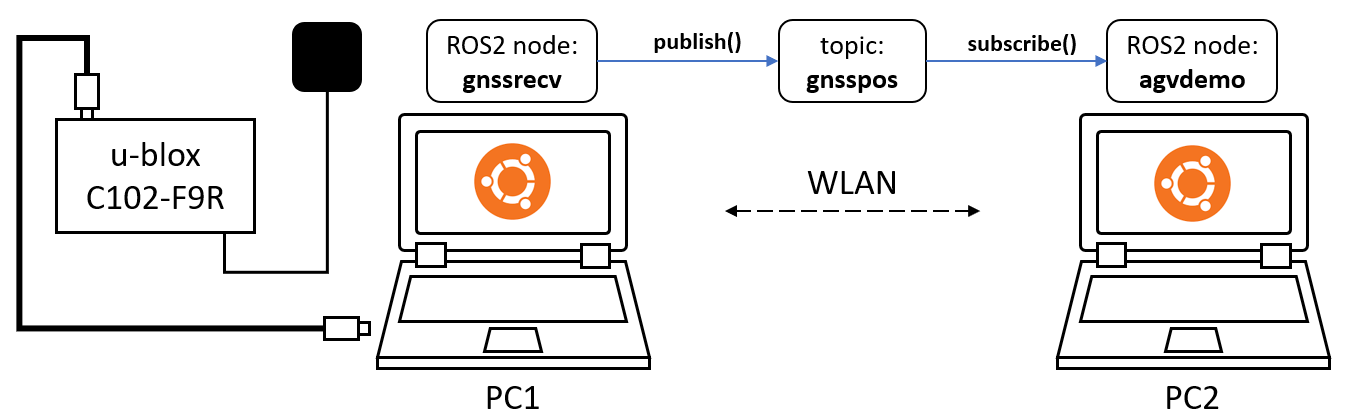 ROS2 node:
gnssrecv
publish()
topic:
gnsspos
subscribe()
ROS2 node:
agvdemo
u-blox
C102-F9R
WLAN
PC1
PC2